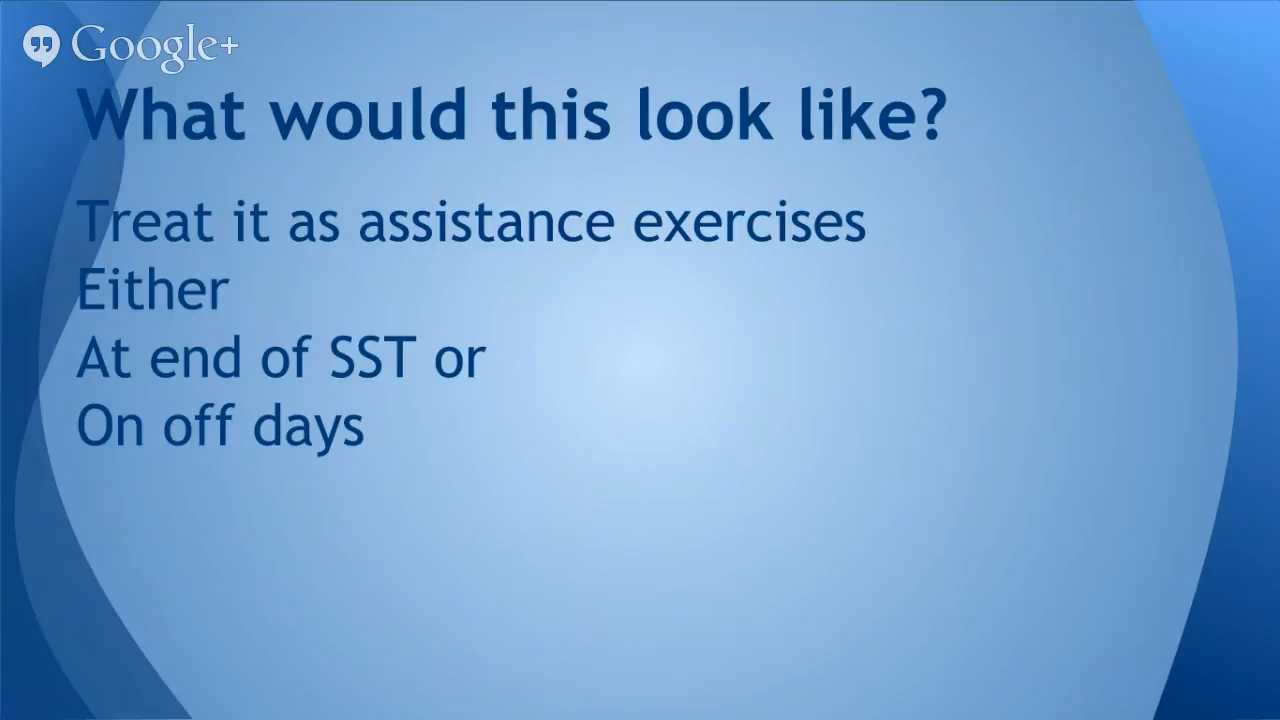 Google+
What would this look like?
Treat it as assistance exercises
Either
At end of SST or
On off days